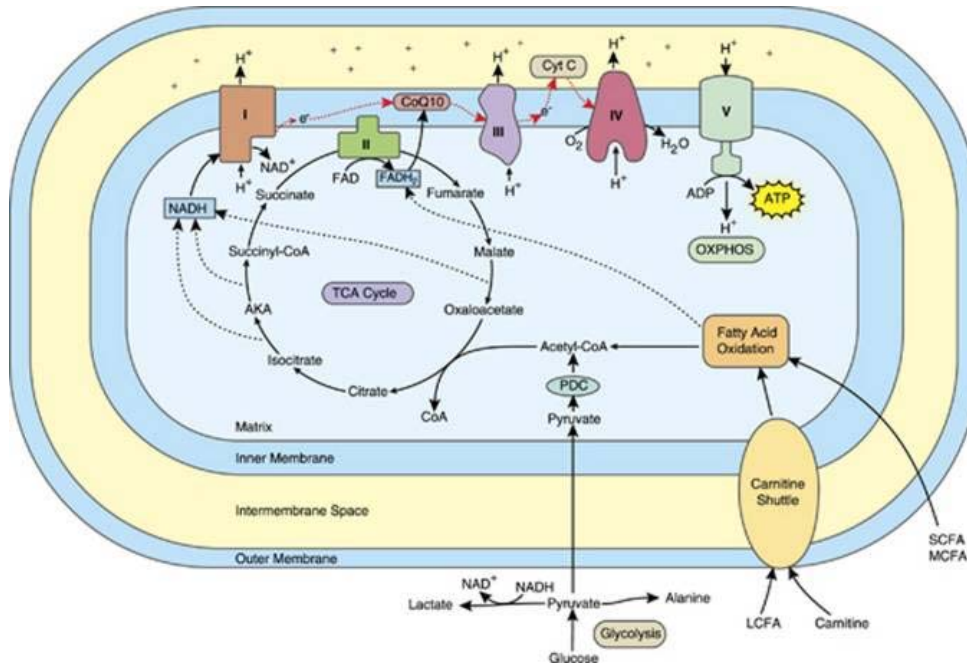 H+
H+
Cyt C
H+
H+
I
e-
CoQ10
III
e-
IV
V
II
O2
H2O
NAD+
H+
FAD
FADH2
H+
H+
ADP
ATP
Succinate
Fumarate
NADH
H+
OXPHOS
Succinyl-CoA
Malate
TCA Cycle
AKA
Oxaloacetate
Fatty Acid
Oxidation
Isocitrate
Acetyl-CoA
Citrate
PDC
CoA
Pyruvate
Matrix
Inner Membrane
Carnitine
Shuttle
Intermembrane Space
SCFA
MCFA
Outer Membrane
NAD+
NADH
Lactate
Pyruvate
Alanine
LCFA
Carnitine
Glycolysis
Glucose